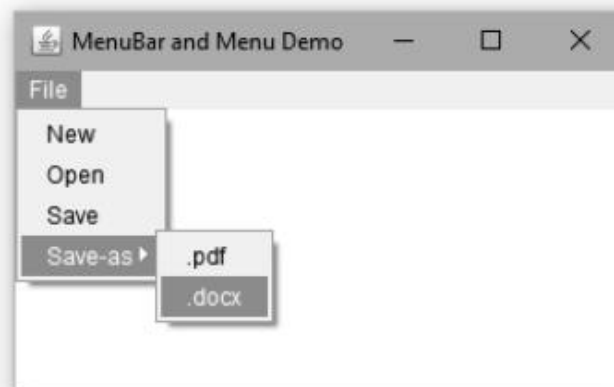 MenuBar and Menu Demo
File
New
Open
Save
Save-as
.pdf
.docx